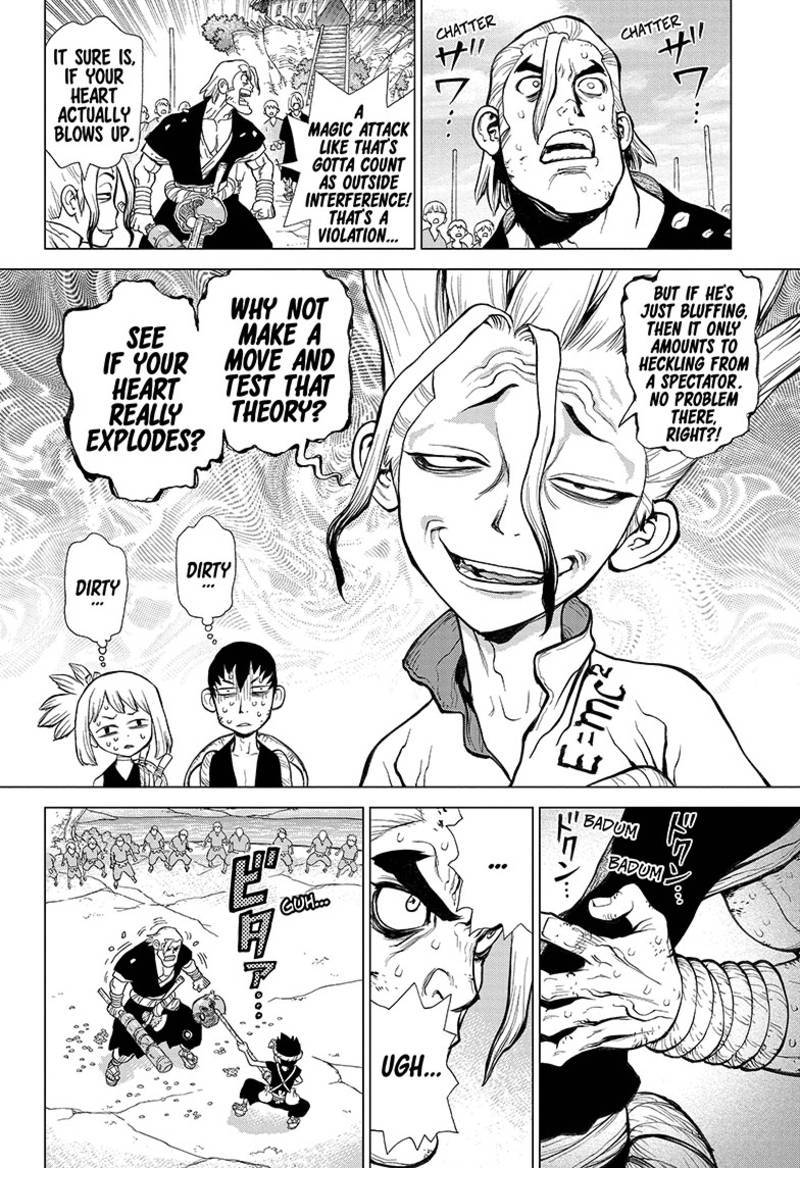 CHATTER
ザワ…
CHATTER
ザワ…
A
MAGIC ATTACK
LIKE THAT'S
GOTTA COUNT
AS OUTSIDE
INTERFERENCE!
THAT'S A
VIOLATION...
IT SURE IS,
IF YOUR
HEART
ACTUALLY
BLOWS UP.
BUT IF HE'S
JUST BLUFFING,
THEN IT ONLY
AMOUNTS TO
HECKLING FROM
A SPECTATOR.
NO PROBLEM
THERE,
RIGHT?!
WHY NOT
MAKE A
MOVE AND
TEST THAT
THEORY?
SEE
IF YOUR
HEART
REALLY
EXPLODES?
E=mc²
DIRTY
...
DIRTY
...
BADUM
ドクン…
BADUM
ドクン…
...
UGH...
GUH...
ビタァ…